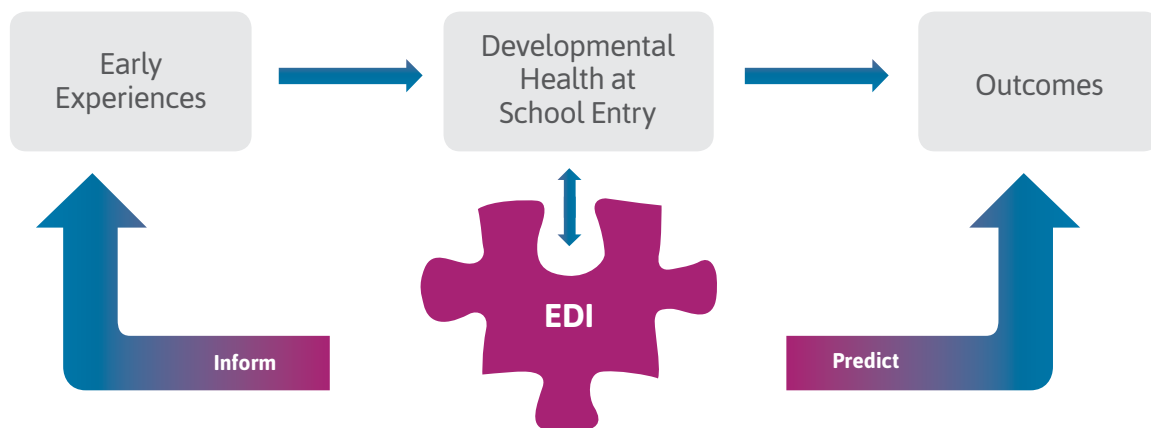 Early
Experiences
Developmental
Health at
School Entry
Outcomes
EDI
Inform
Predict